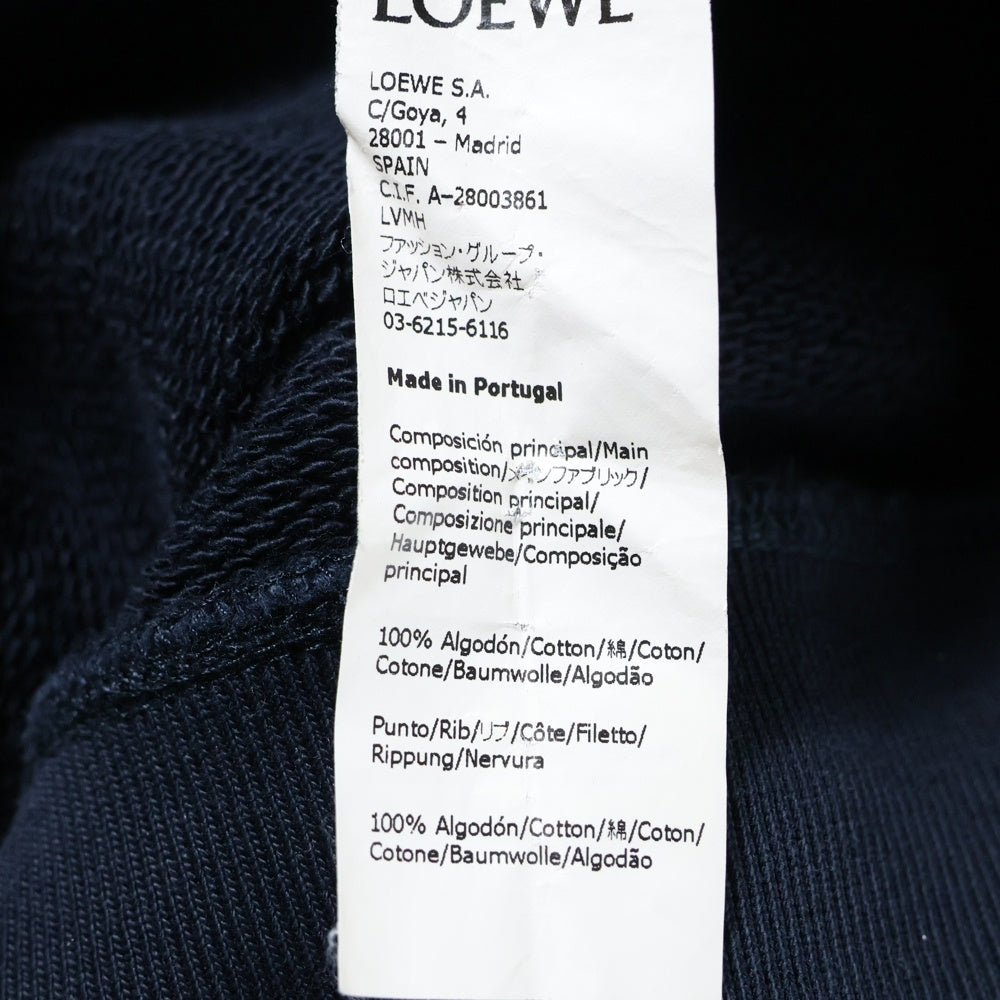 LOEWE
LOEWE S.A.
C/Goya, 4
28001 – Madrid
SPAIN
C.I.F. A-28003861
LVMH
ファッション・グループ・
ジャパン株式会社
ロエベジャパン
03-6215-6116
Made in Portugal
Composición principal/Main
composition/メインファブリック/
Composition principal/
Composizione principale/
Hauptgewebe/Composição
principal
100% Algodón/Cotton/綿/Coton/
Cotone/Baumwolle/Algodão
Punto/Rib/リブ/Côte/Filetto/
Rippung/Nervura
100% Algodón/Cotton/綿/Coton/
Cotone/Baumwolle/Algodão